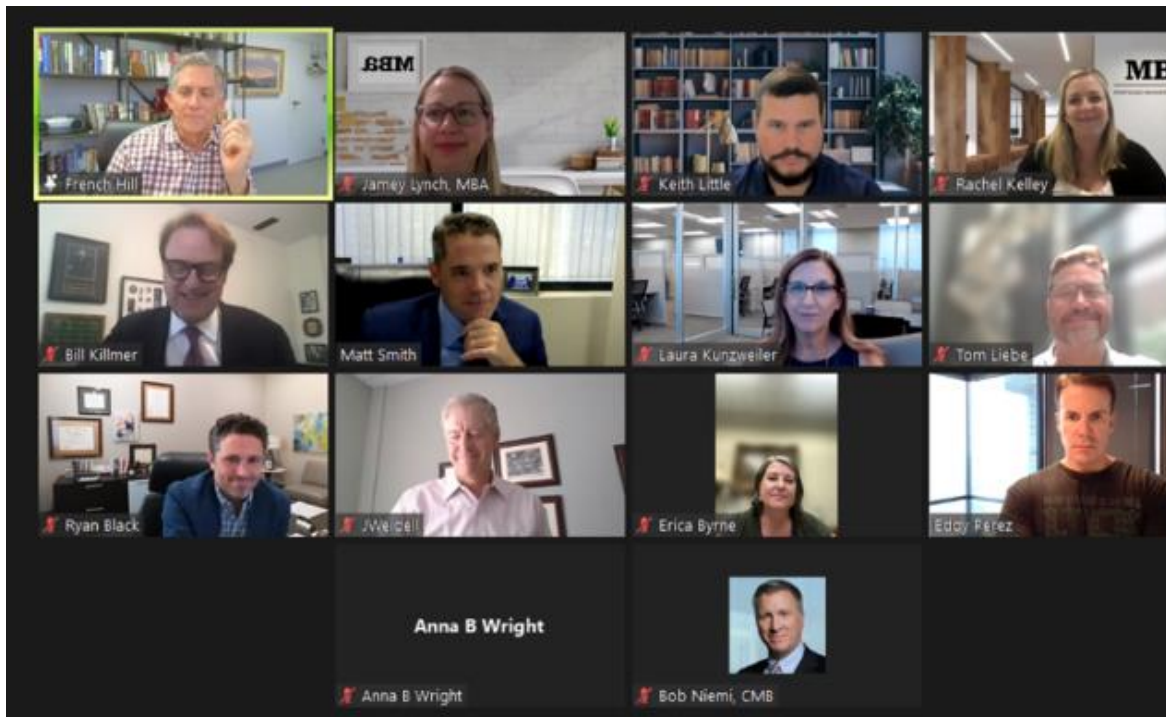 French Hill
MBA
Jamey Lynch, MBA
Keith Little
MB
Rachel Kelley
Bill Killmer
Matt Smith
Laura Kunzweiler
Tom Liebe
Ryan Black
Erica Byrne
Eddy Perez
Anna B Wright
Anna B Wright
Bob Niemi, CMB